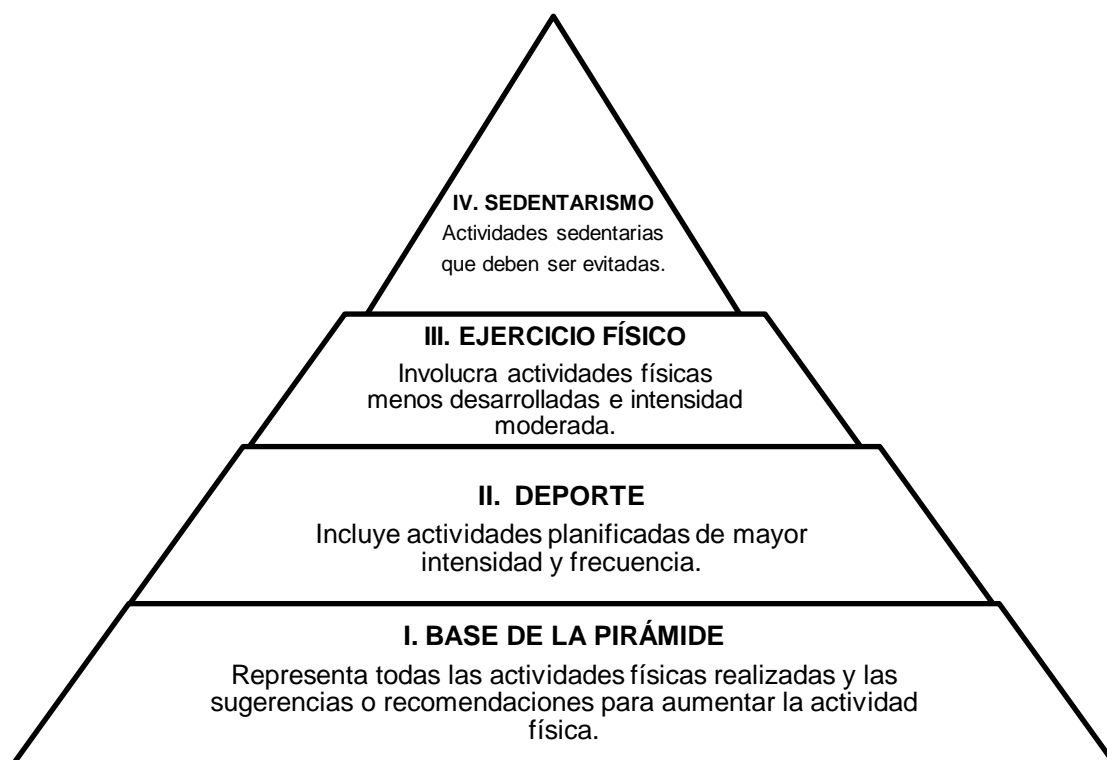 IV. SEDENTARISMO
Actividades sedentarias
que deben ser evitadas.
III. EJERCICIO FÍSICO
Involucra actividades físicas
menos desarrolladas e intensidad
moderada.
II. DEPORTE
Incluye actividades planificadas de mayor
intensidad y frecuencia.
I. BASE DE LA PIRÁMIDE
Representa todas las actividades físicas realizadas y las
sugerencias o recomendaciones para aumentar la actividad
física.